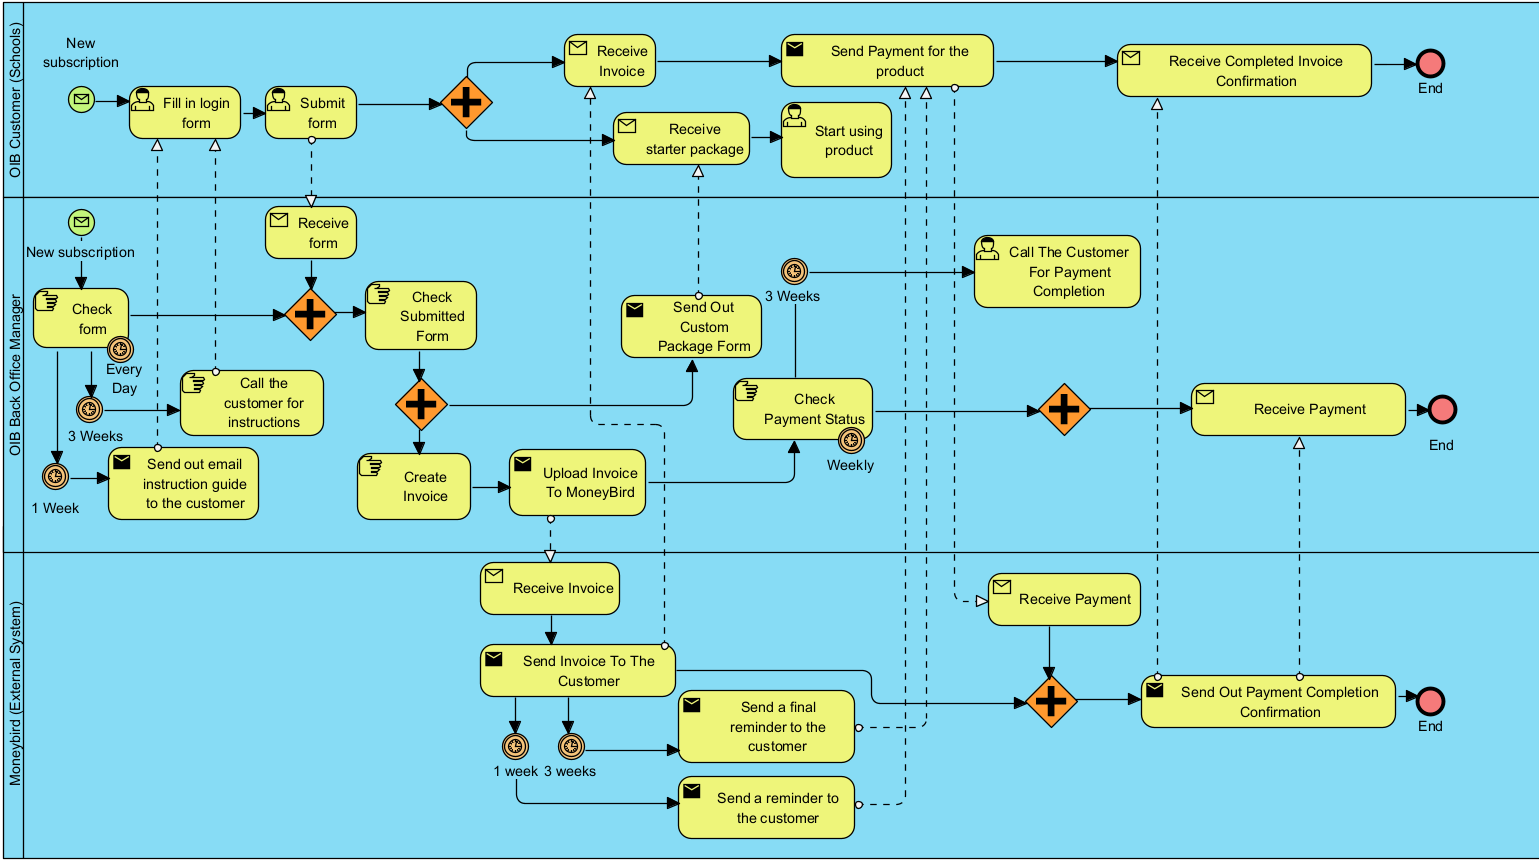 OIB Customer (Schools)
New
subscription
Fill in login
form
Submit
form
Receive
Invoice
Send Payment for the
product
Receive Completed Invoice
Confirmation
End
Receive
starter package
Start using
product
OIB Back Office Manager
New subscription
Receive
form
Check
form
Every
Day
Check
Submitted
Form
3 Weeks
Call the
customer for
instructions
1 Week
Send out email
instruction guide
to the customer
Create
Invoice
Upload Invoice
To MoneyBird
Send Out
Custom
Package Form
3 Weeks
Call The Customer
For Payment
Completion
Check
Payment Status
Weekly
Receive Payment
End
Moneybird (External System)
Receive Invoice
Send Invoice To The
Customer
1 week
3 weeks
Send a final
reminder to the
customer
Send a reminder to
the customer
Receive Payment
Send Out Payment Completion
Confirmation
End